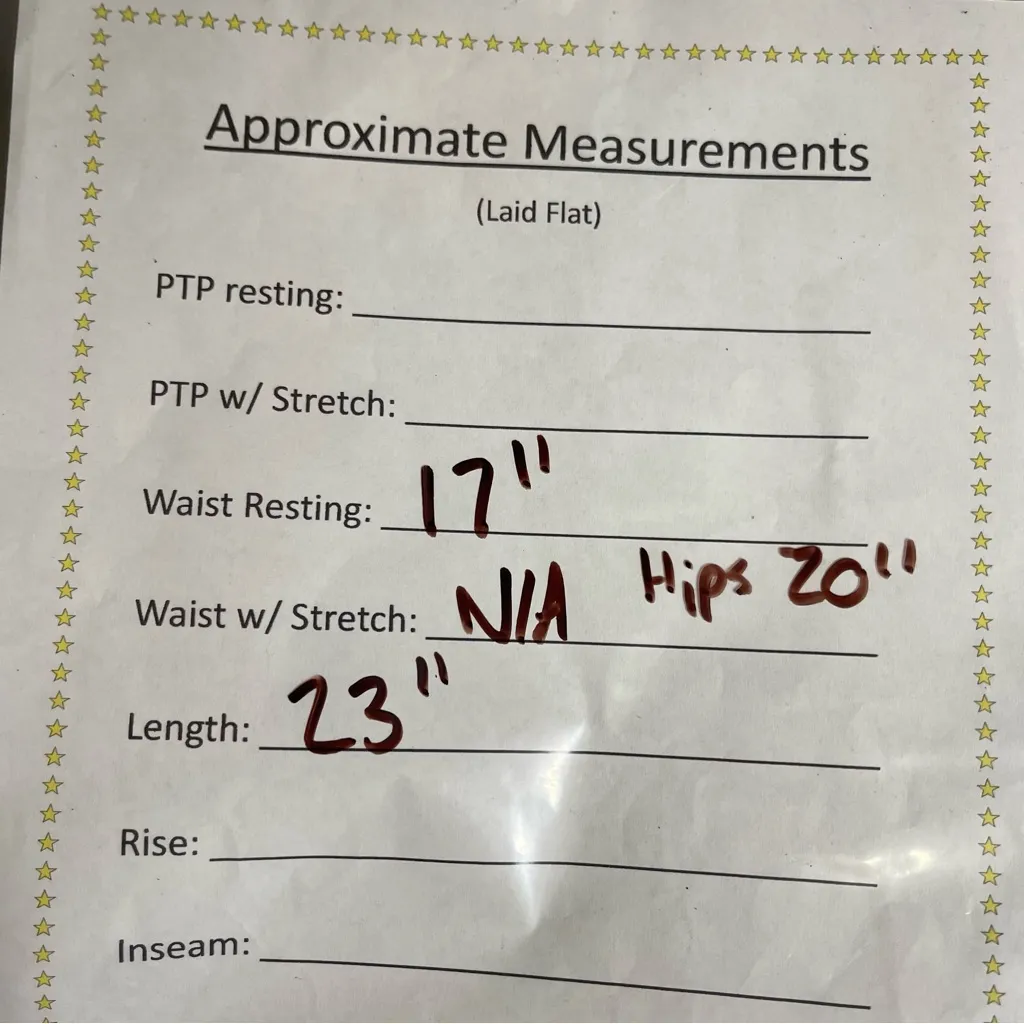 Approximate Measurements
(Laid Flat)
PTP resting:
PTP w/ Stretch:
Waist Resting: 17"
Hips 20"
Waist w/ Stretch: N/A
Length: 23"
Rise:
Inseam: